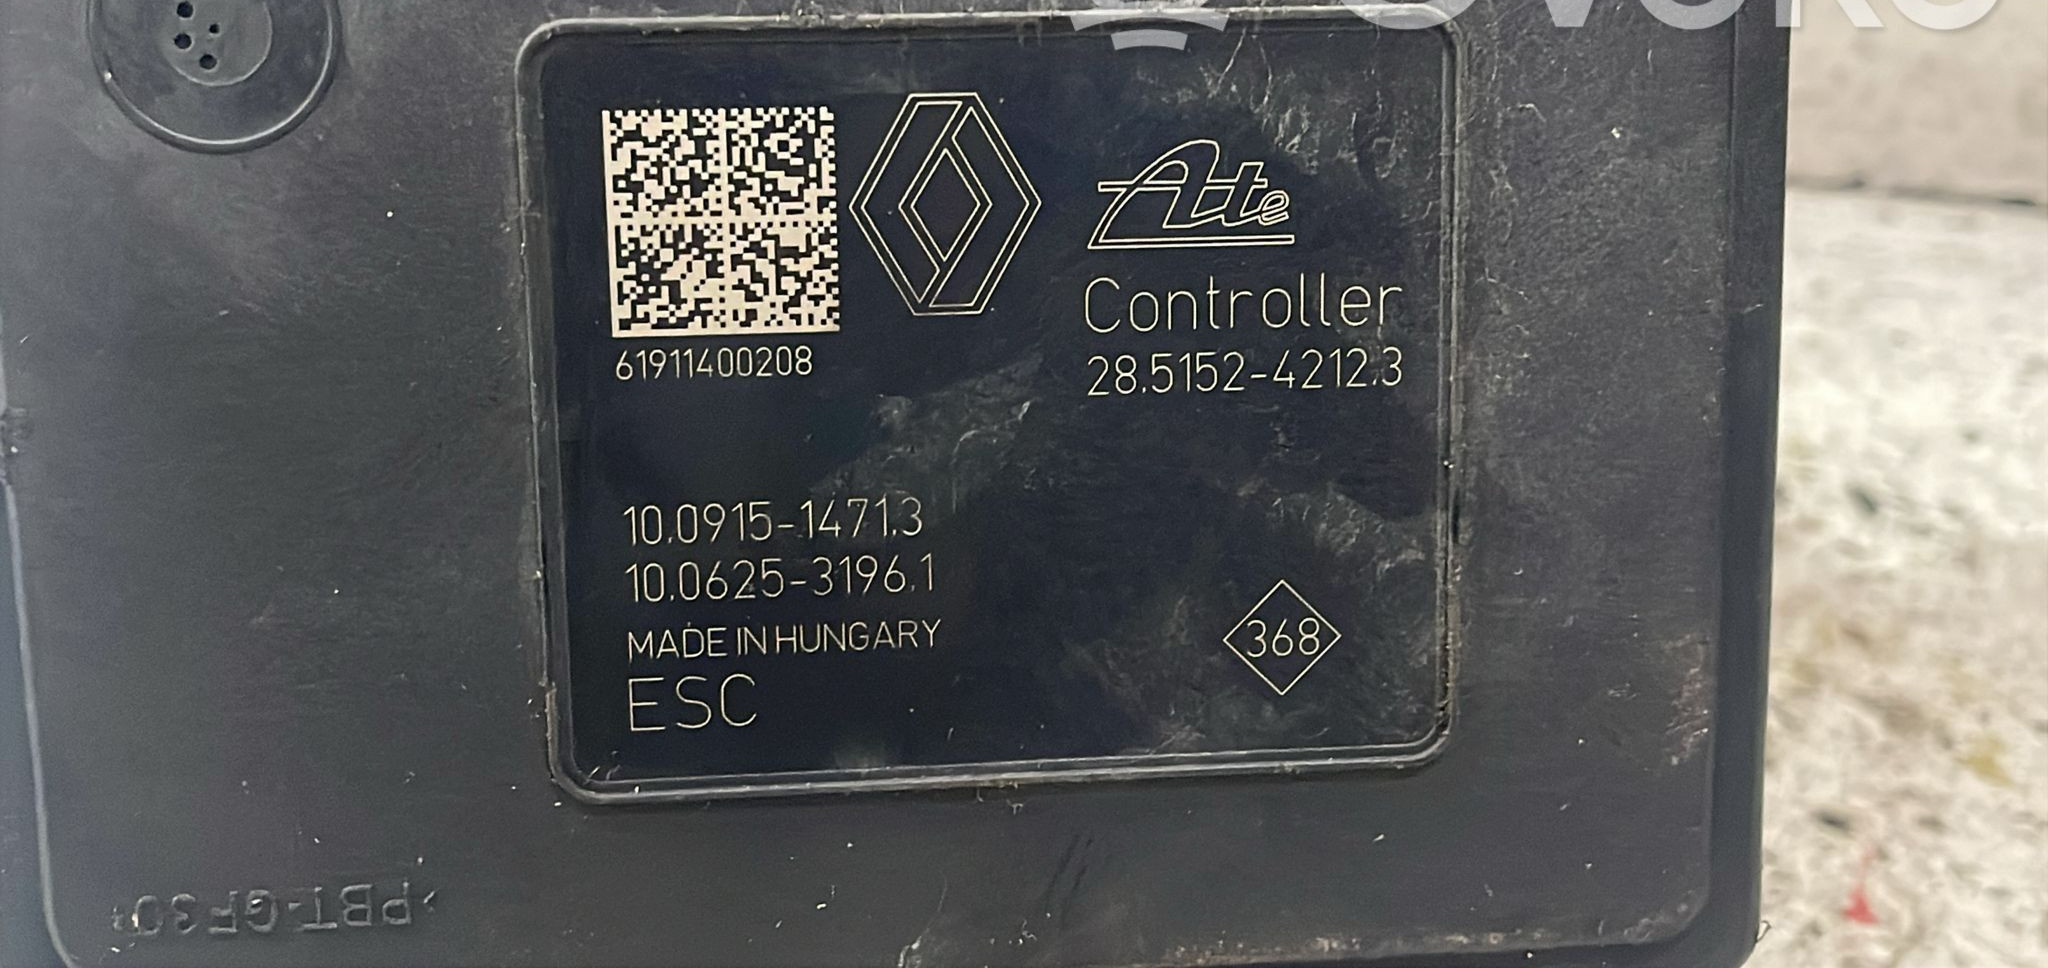 Ate
Controller
61911400208
28.5152-4212.3
10.0915-1471.3
10.0625-3196.1
MADE IN HUNGARY
ESC
368
>PBT-GF30<